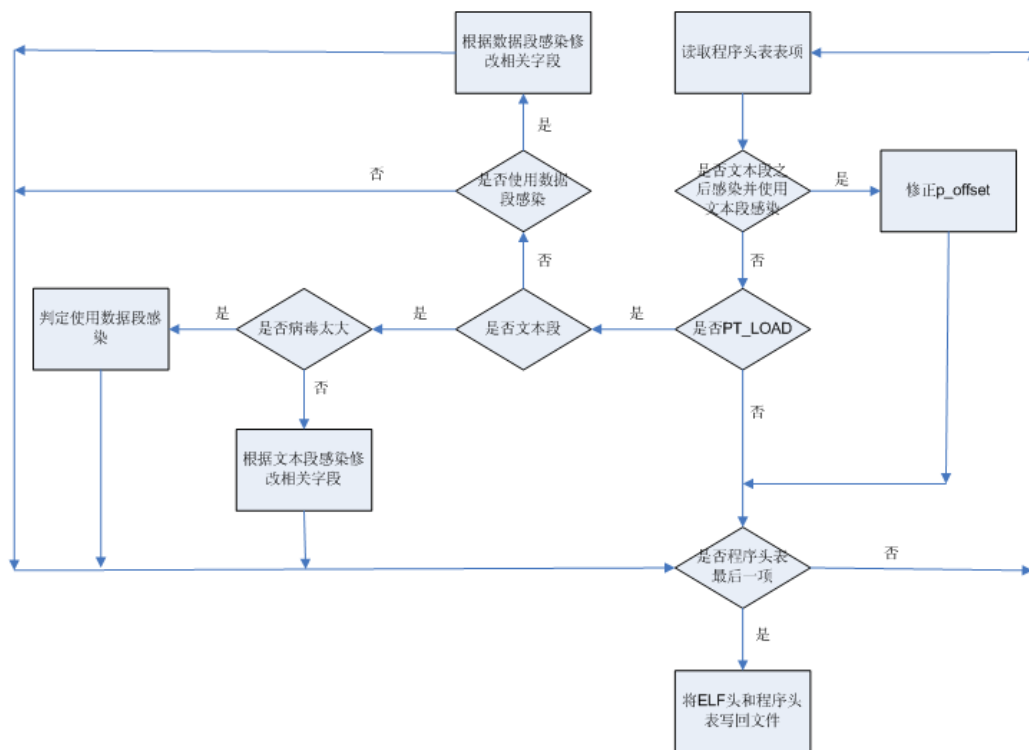 根据数据段感染修
改相关字段
读取程序头表表项
是
否
是否使用数据
段感染
是否文本段之
后感染并使用
文本段感染
是
修正p_offset
否
否
判定使用数据段感
染
是
是否病毒太大
是
是否文本段
是
是否PT_LOAD
否
否
根据文本段感染修
改相关字段
是否程序头表
最后一项
否
是
将ELF头和程序头
表写回文件